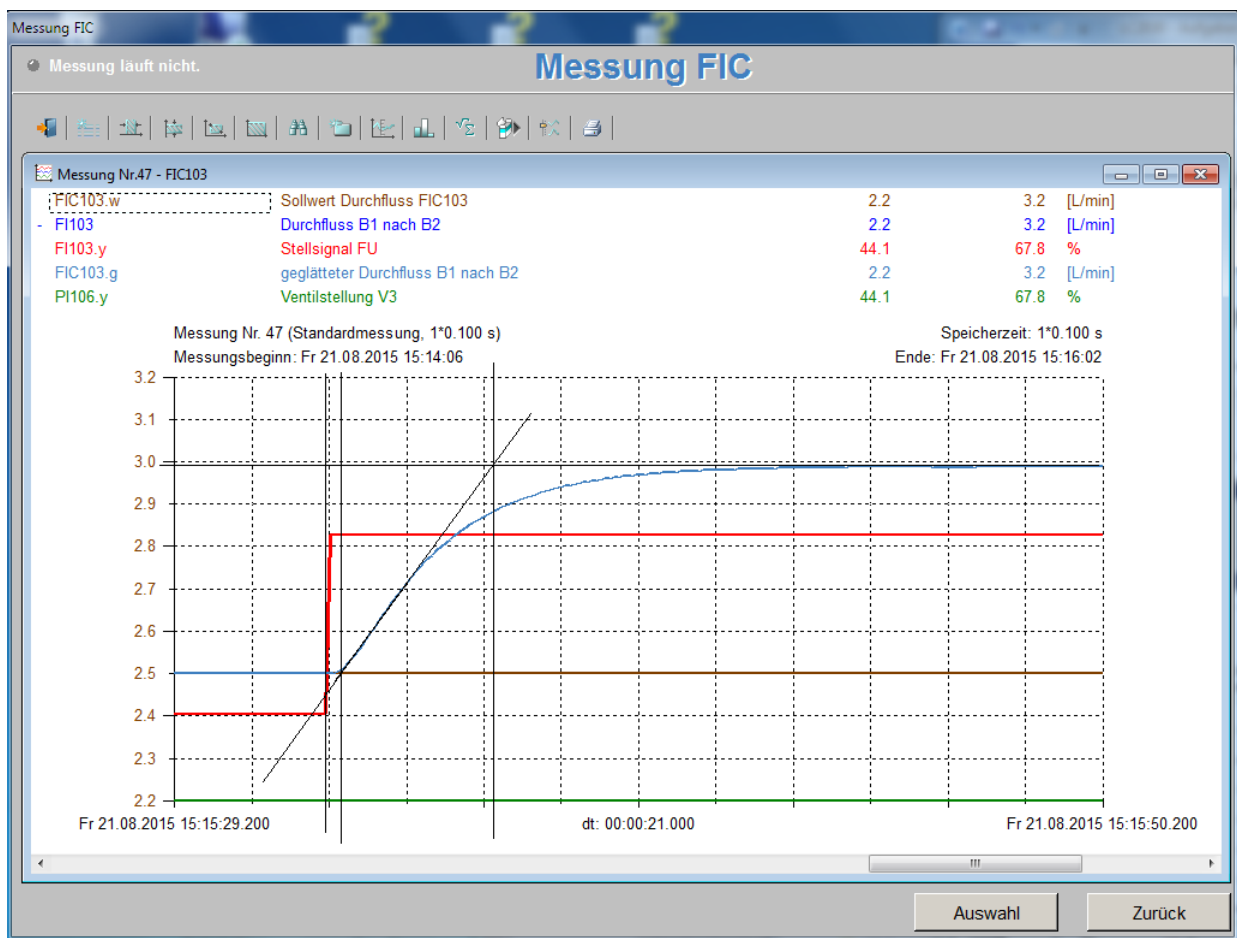 Messung FIC
Messung läuft nicht.
Messung FIC
Messung Nr.47 - FIC103
FIC103.w Sollwert Durchfluss FIC103 2.2 3.2 [L/min]
- FI103 Durchfluss B1 nach B2 2.2 3.2 [L/min]
FI103.y Stellsignal FU 44.1 67.8 %
FIC103.g geglätteter Durchfluss B1 nach B2 2.2 3.2 [L/min]
PI106.y Ventilstellung V3 44.1 67.8 %
Messung Nr. 47 (Standardmessung, 1*0.100 s) Speicherzeit: 1*0.100 s
Messungsbeginn: Fr 21.08.2015 15:14:06 Ende: Fr 21.08.2015 15:16:02
3.2
3.1
3.0
2.9
2.8
2.7
2.6
2.5
2.4
2.3
2.2
Fr 21.08.2015 15:15:29.200 dt: 00:00:21.000 Fr 21.08.2015 15:15:50.200
Auswahl Zurück